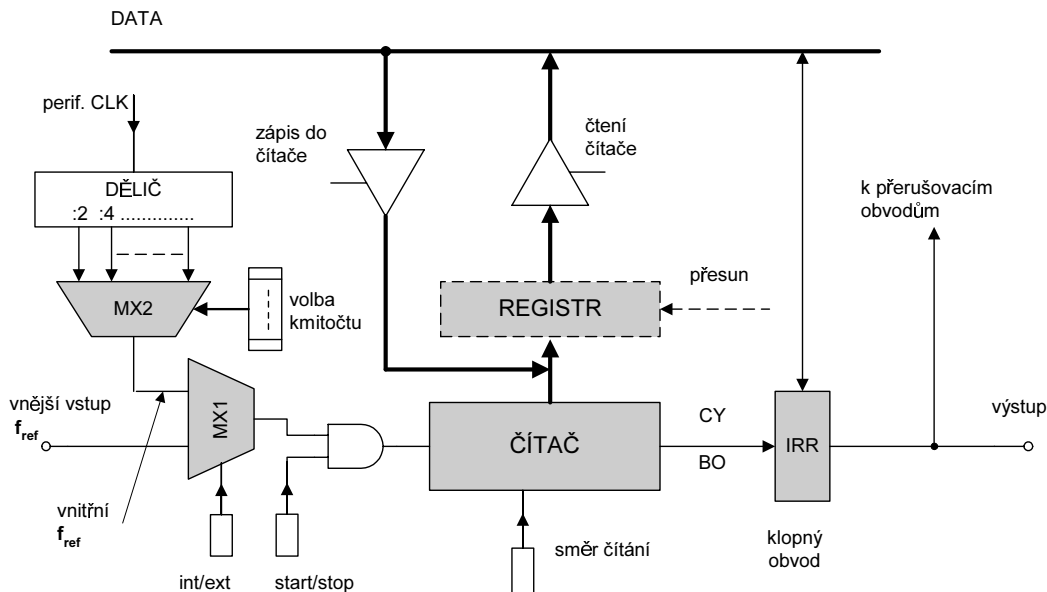 DATA
perif. CLK
zápis do
čítače
čtení
čítače
DĚLIČ
:2 :4 ..............
k přerušovacím
obvodům
MX2
volba
kmitočtu
REGISTR
přesun
vnější vstup
f_ref
MX1
ČÍTAČ
CY
BO
IRR
výstup
vnitřní
f_ref
int/ext
start/stop
směr čítání
klopný
obvod